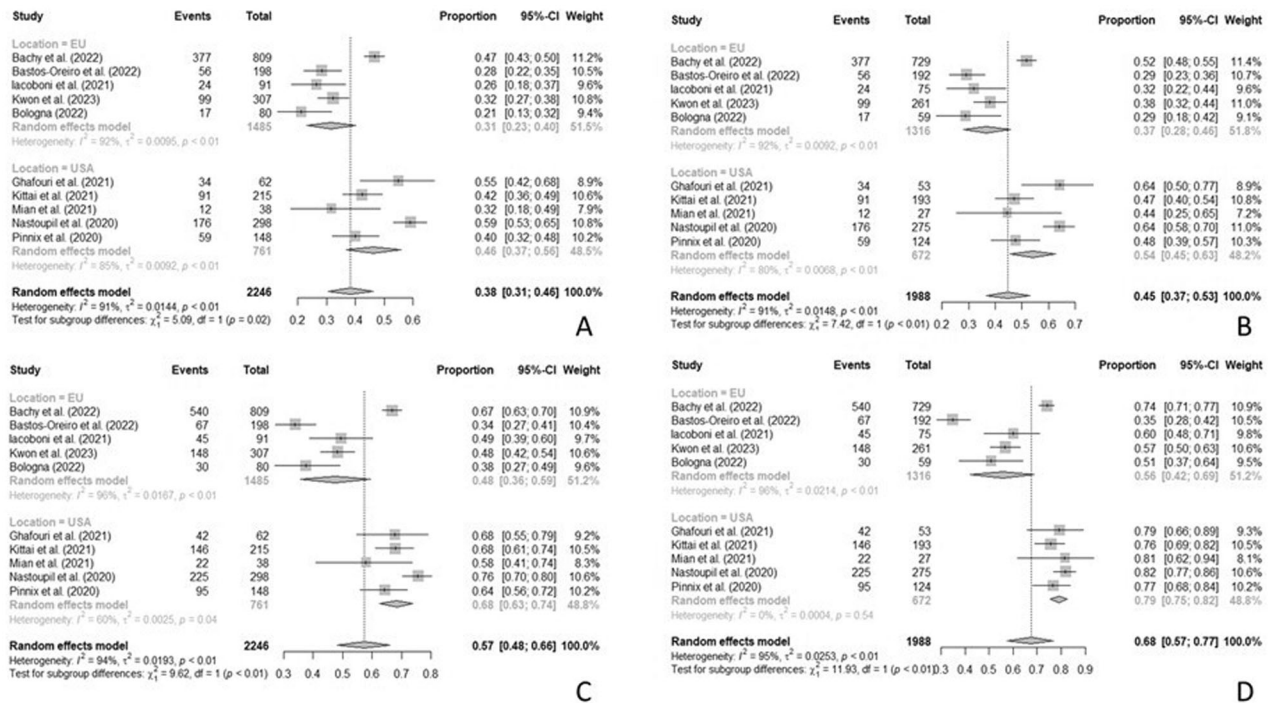 Study Events Total Proportion 95%-CI Weight
Location = EU
Bachy et al. (2022) 377 809 0.47 [0.43; 0.50] 11.2%
Bastos-Oreiro et al. (2022) 56 198 0.28 [0.22; 0.35] 10.5%
Iacoboni et al. (2021) 24 91 0.26 [0.18; 0.37] 9.6%
Kwon et al. (2023) 99 307 0.32 [0.27; 0.38] 10.8%
Bologna (2022) 17 80 0.21 [0.13; 0.32] 9.4%
Random effects model 1485 0.31 [0.23; 0.40] 51.5%
Heterogeneity: I² = 92%, τ² = 0.0095, p < 0.01
Location = USA
Ghafouri et al. (2021) 34 62 0.55 [0.42; 0.68] 8.9%
Kittai et al. (2021) 91 215 0.42 [0.36; 0.49] 10.6%
Mian et al. (2021) 12 38 0.32 [0.18; 0.49] 7.9%
Nastoupil et al. (2020) 176 298 0.59 [0.53; 0.65] 10.8%
Pinnix et al. (2020) 59 148 0.40 [0.32; 0.48] 10.2%
Random effects model 761 0.46 [0.37; 0.56] 48.5%
Heterogeneity: I² = 85%, τ² = 0.0092, p < 0.01
Random effects model 2246 0.38 [0.31; 0.46] 100.0%
Heterogeneity: I² = 91%, τ² = 0.0144, p < 0.01
Test for subgroup differences: χ²₁ = 5.09, df = 1 (p = 0.02)
0.2 0.3 0.4 0.5 0.6
A
Study Events Total Proportion 95%-CI Weight
Location = EU
Bachy et al. (2022) 377 729 0.52 [0.48; 0.55] 11.3%
Bastos-Oreiro et al. (2022) 56 192 0.29 [0.23; 0.36] 10.7%
Iacoboni et al. (2021) 24 75 0.32 [0.22; 0.44] 9.6%
Kwon et al. (2023) 99 261 0.38 [0.32; 0.44] 11.0%
Bologna (2022) 17 59 0.29 [0.18; 0.42] 9.1%
Random effects model 1316 0.37 [0.28; 0.46] 51.8%
Heterogeneity: I² = 92%, τ² = 0.0092, p < 0.01
Location = USA
Ghafouri et al. (2021) 34 53 0.64 [0.50; 0.77] 8.9%
Kittai et al. (2021) 91 193 0.47 [0.40; 0.54] 10.8%
Mian et al. (2021) 12 27 0.44 [0.25; 0.65] 7.2%
Nastoupil et al. (2020) 176 275 0.64 [0.58; 0.70] 11.0%
Pinnix et al. (2020) 59 124 0.48 [0.39; 0.57] 10.3%
Random effects model 672 0.54 [0.45; 0.63] 48.2%
Heterogeneity: I² = 80%, τ² = 0.0068, p < 0.01
Random effects model 1988 0.45 [0.37; 0.53] 100.0%
Heterogeneity: I² = 91%, τ² = 0.0148, p < 0.01
Test for subgroup differences: χ²₁ = 7.42, df = 1 (p < 0.01)
0.2 0.3 0.4 0.5 0.6 0.7
B
Study Events Total Proportion 95%-CI Weight
Location = EU
Bachy et al. (2022) 540 809 0.67 [0.63; 0.70] 10.9%
Bastos-Oreiro et al. (2022) 67 198 0.34 [0.27; 0.41] 10.4%
Iacoboni et al. (2021) 45 91 0.49 [0.39; 0.60] 9.7%
Kwon et al. (2023) 148 307 0.48 [0.42; 0.54] 10.6%
Bologna (2022) 30 80 0.38 [0.27; 0.49] 9.6%
Random effects model 1485 0.48 [0.36; 0.59] 51.2%
Heterogeneity: I² = 96%, τ² = 0.0167, p < 0.01
Location = USA
Ghafouri et al. (2021) 42 62 0.68 [0.55; 0.79] 9.2%
Kittai et al. (2021) 146 215 0.68 [0.61; 0.74] 10.4%
Mian et al. (2021) 22 38 0.58 [0.41; 0.74] 8.3%
Nastoupil et al. (2020) 225 298 0.76 [0.70; 0.80] 10.6%
Pinnix et al. (2020) 95 148 0.64 [0.56; 0.72] 10.2%
Random effects model 761 0.68 [0.63; 0.74] 48.8%
Heterogeneity: I² = 60%, τ² = 0.0025, p = 0.04
Random effects model 2246 0.57 [0.48; 0.66] 100.0%
Heterogeneity: I² = 94%, τ² = 0.0193, p < 0.01
Test for subgroup differences: χ²₁ = 9.62, df = 1 (p < 0.01)
0.3 0.4 0.5 0.6 0.7 0.8
C
Study Events Total Proportion 95%-CI Weight
Location = EU
Bachy et al. (2022) 540 729 0.74 [0.71; 0.77] 10.9%
Bastos-Oreiro et al. (2022) 67 192 0.35 [0.28; 0.42] 10.4%
Iacoboni et al. (2021) 45 75 0.60 [0.48; 0.71] 9.8%
Kwon et al. (2023) 148 261 0.57 [0.50; 0.63] 10.6%
Bologna (2022) 30 59 0.51 [0.37; 0.64] 9.5%
Random effects model 1316 0.56 [0.42; 0.69] 51.2%
Heterogeneity: I² = 96%, τ² = 0.0214, p < 0.01
Location = USA
Ghafouri et al. (2021) 42 53 0.79 [0.66; 0.89] 9.3%
Kittai et al. (2021) 146 193 0.76 [0.69; 0.82] 10.4%
Mian et al. (2021) 22 27 0.81 [0.62; 0.94] 8.1%
Nastoupil et al. (2020) 225 275 0.82 [0.77; 0.86] 10.6%
Pinnix et al. (2020) 95 124 0.77 [0.68; 0.84] 10.2%
Random effects model 672 0.79 [0.75; 0.82] 48.8%
Heterogeneity: I² = 0%, τ² = 0.0004, p = 0.54
Random effects model 1988 0.68 [0.57; 0.77] 100.0%
Heterogeneity: I² = 95%, τ² = 0.0253, p < 0.01
Test for subgroup differences: χ²₁ = 11.93, df = 1 (p < 0.01)
0.3 0.4 0.5 0.6 0.7 0.8 0.9
D